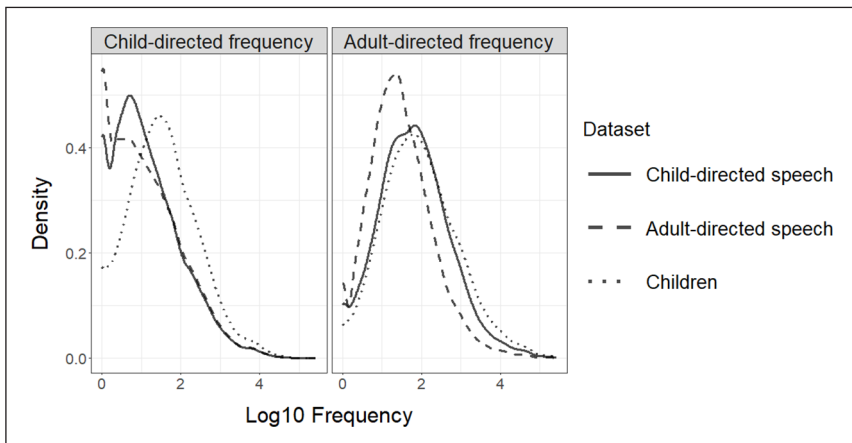 Child-directed frequency
Adult-directed frequency
Density
0.4
0.2
0.0
0
2
4
0
2
4
Log10 Frequency
Dataset
Child-directed speech
Adult-directed speech
Children